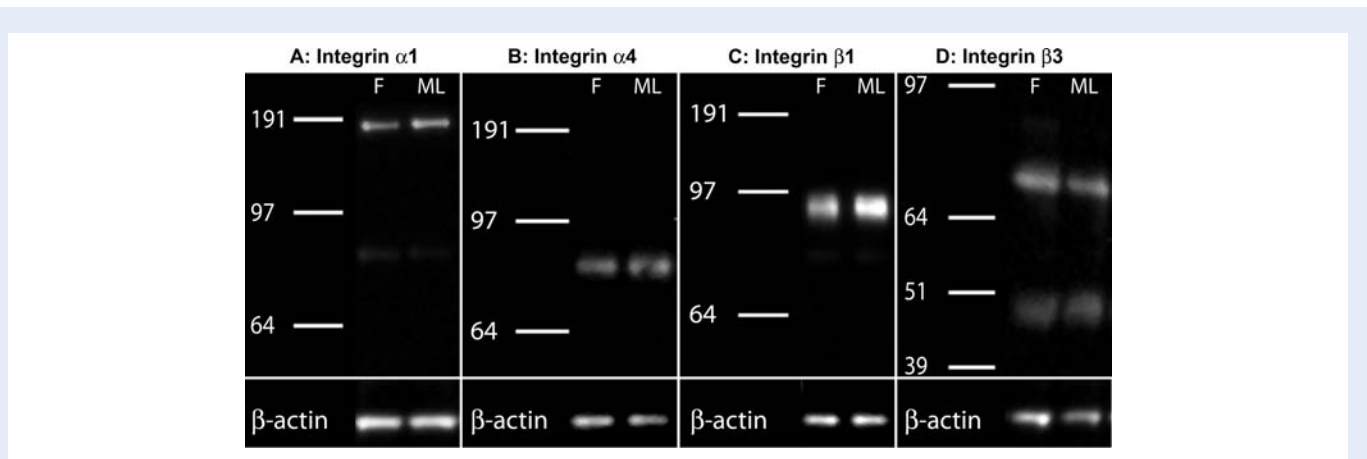 A: Integrin α1 B: Integrin α4 C: Integrin β1 D: Integrin β3
F ML F ML F ML 97 F ML
191 191 191
97 97 97 64
51
64 64 64
39
β-actin β-actin β-actin β-actin